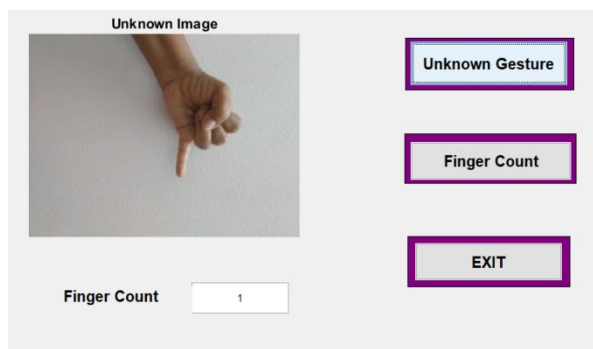 Unknown Image
Unknown Gesture
Finger Count
EXIT
Finger Count 1